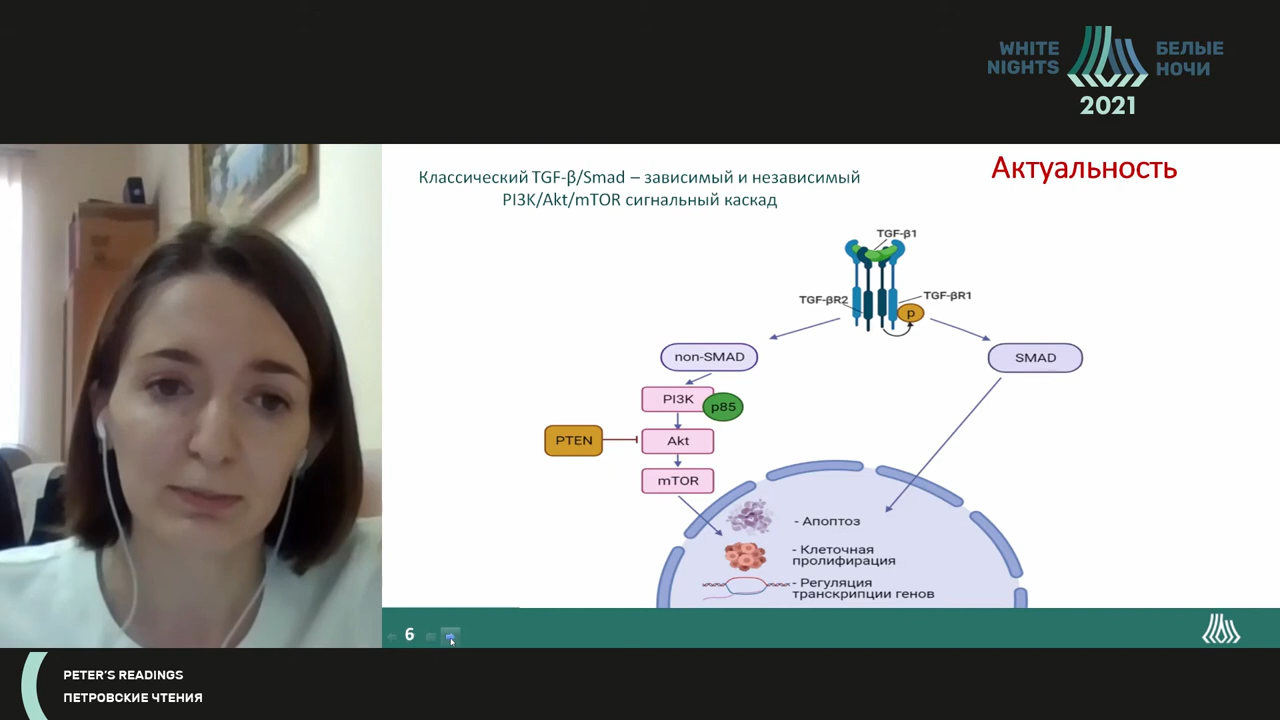 WHITE
NIGHTS
БЕЛЫЕ
НОЧИ
2021
Классический TGF-β/Smad – зависимый и независимый
PI3K/Akt/mTOR сигнальный каскад
Актуальность
TGF-β1
TGF-βR2
TGF-βR1
p
non-SMAD
SMAD
PI3K
p85
PTEN
Akt
mTOR
- Апоптоз
- Клеточная
пролифирация
- Регуляция
транскрипции генов
6
PETER'S READINGS
ПЕТРОВСКИЕ ЧТЕНИЯ